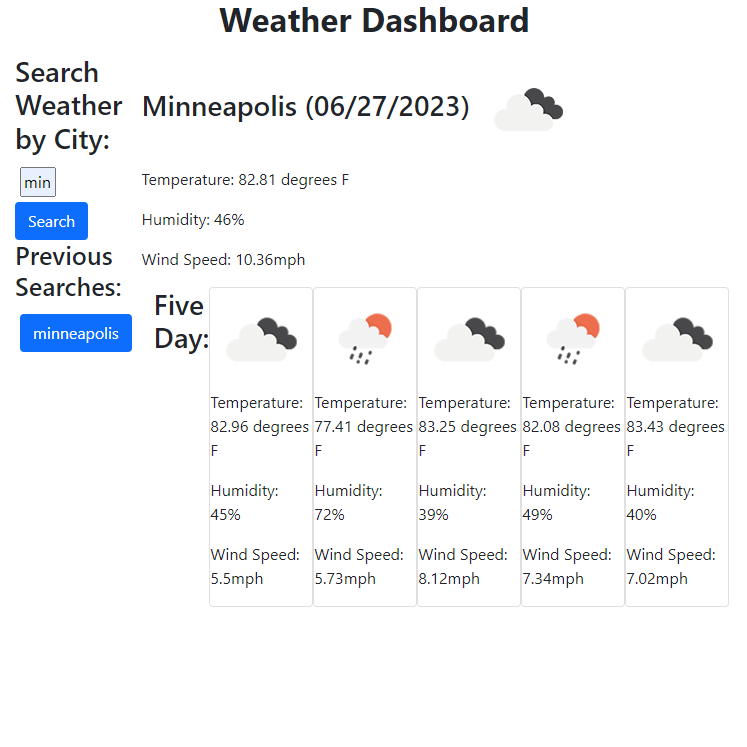 Weather Dashboard
Search
Weather
by City:
min
Search
Previous
Searches:
minneapolis
Minneapolis (06/27/2023)
Temperature: 82.81 degrees F
Humidity: 46%
Wind Speed: 10.36mph
Five
Day:
Temperature:
82.96 degrees
F
Humidity:
45%
Wind Speed:
5.5mph
Temperature:
77.41 degrees
F
Humidity:
72%
Wind Speed:
5.73mph
Temperature:
83.25 degrees
F
Humidity:
39%
Wind Speed:
8.12mph
Temperature:
82.08 degrees
F
Humidity:
49%
Wind Speed:
7.34mph
Temperature:
83.43 degrees
F
Humidity:
40%
Wind Speed:
7.02mph